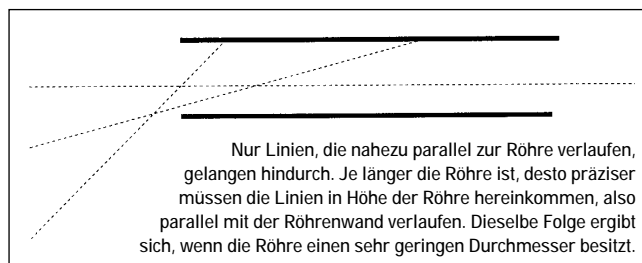 Nur Linien, die nahezu parallel zur Röhre verlaufen,
gelangen hindurch. Je länger die Röhre ist, desto präziser
müssen die Linien in Höhe der Röhre hereinkommen, also
parallel mit der Röhrenwand verlaufen. Dieselbe Folge ergibt
sich, wenn die Röhre einen sehr geringen Durchmesser besitzt.